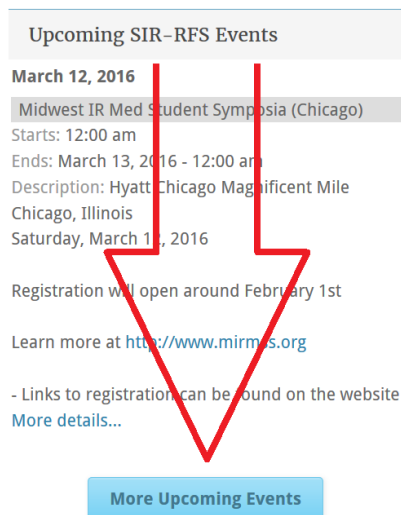 Upcoming SIR-RFS Events
March 12, 2016
Midwest IR Med Student Symposia (Chicago)
Starts: 12:00 am
Ends: March 13, 2016 - 12:00 am
Description: Hyatt Chicago Magnificent Mile
Chicago, Illinois
Saturday, March 12, 2016
Registration will open around February 1st
Learn more at http://www.mirmss.org
- Links to registration can be found on the website
More details...
More Upcoming Events